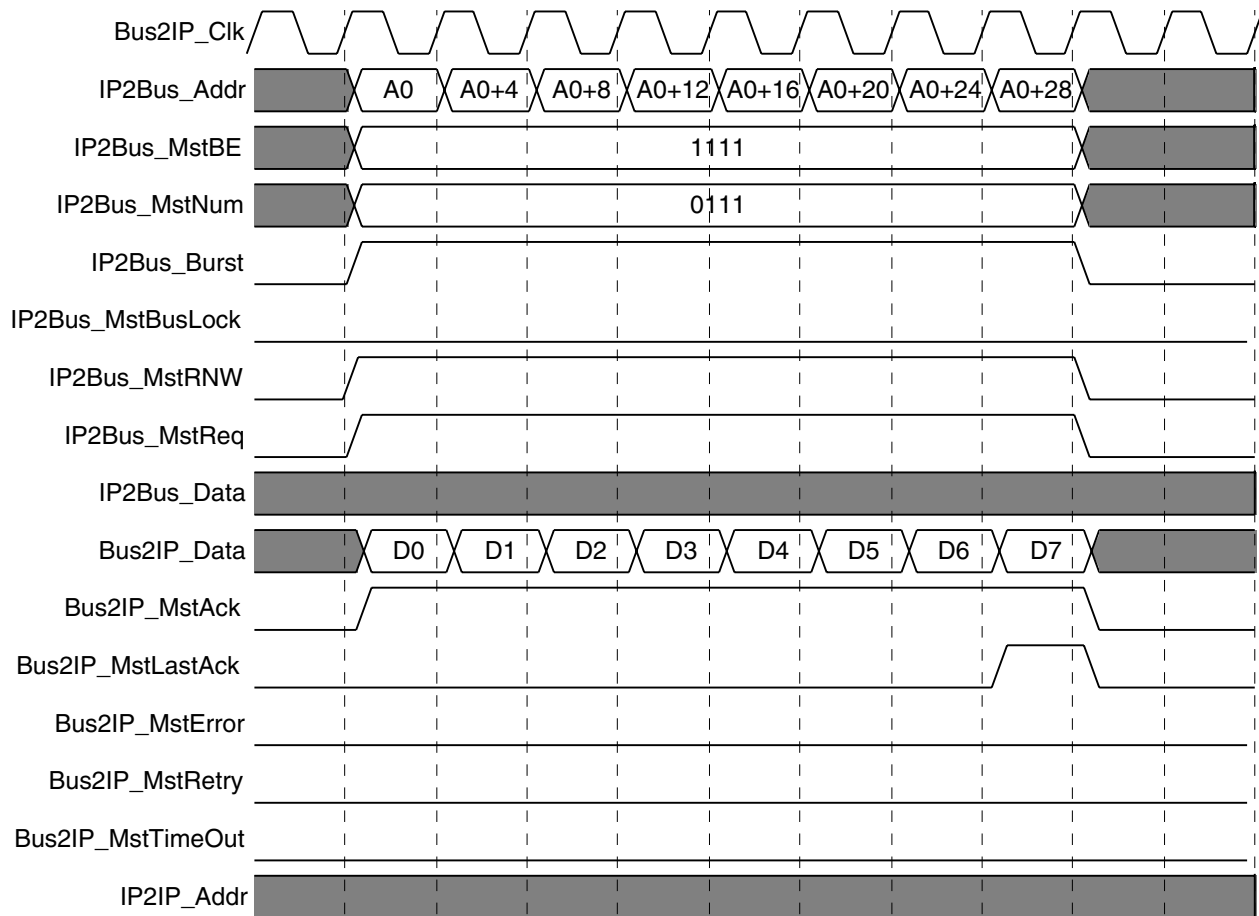 Bus2IP_Clk
IP2Bus_Addr A0 A0+4 A0+8 A0+12 A0+16 A0+20 A0+24 A0+28
IP2Bus_MstBE 1111
IP2Bus_MstNum 0111
IP2Bus_Burst
IP2Bus_MstBusLock
IP2Bus_MstRNW
IP2Bus_MstReq
IP2Bus_Data
Bus2IP_Data D0 D1 D2 D3 D4 D5 D6 D7
Bus2IP_MstAck
Bus2IP_MstLastAck
Bus2IP_MstError
Bus2IP_MstRetry
Bus2IP_MstTimeOut
IP2IP_Addr